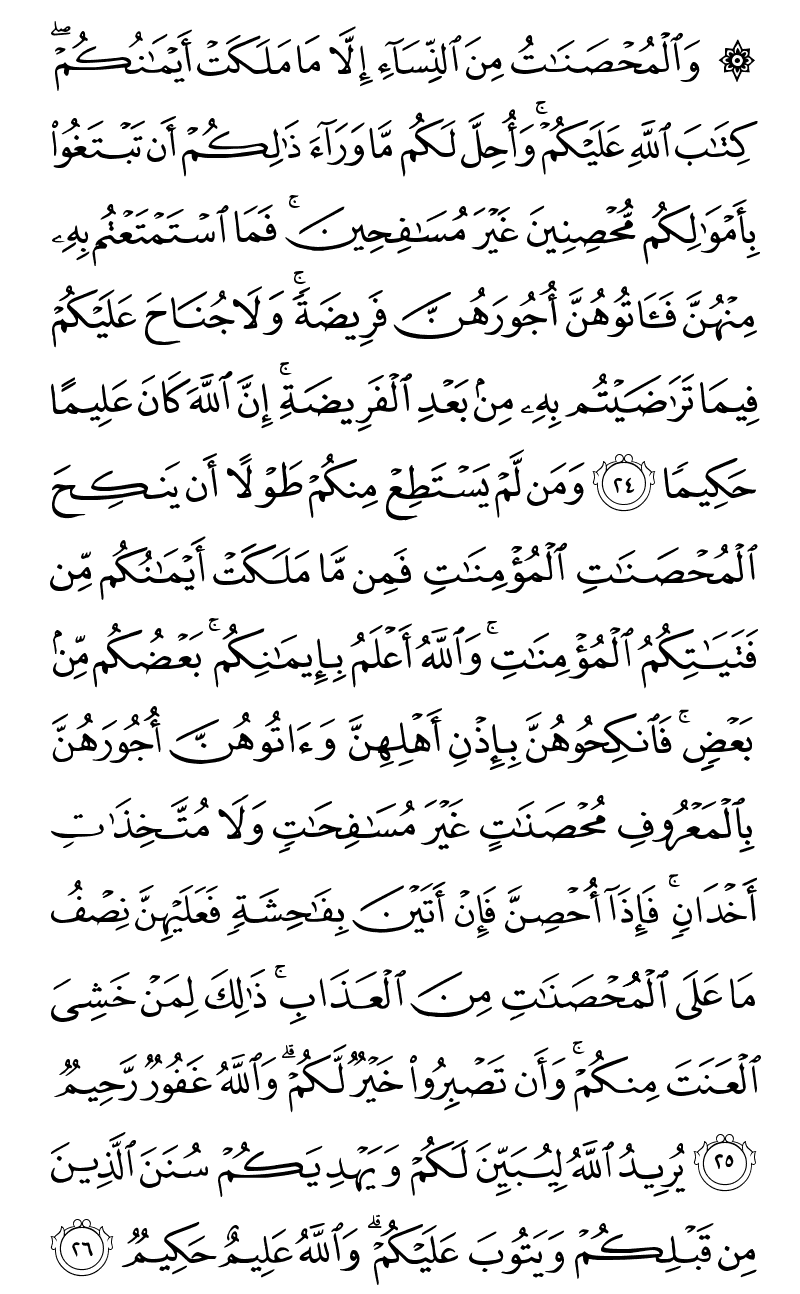 ۞ وَٱلْمُحْصَنَـٰتُ مِنَ ٱلنِّسَآءِ إِلَّا مَا مَلَكَتْ أَيْمَـٰنُكُمْ ۖ
كِتَـٰبَ ٱللَّهِ عَلَيْكُمْ ۚ وَأُحِلَّ لَكُم مَّا وَرَآءَ ذَٰلِكُمْ أَن تَبْتَغُوا۟
بِأَمْوَٰلِكُم مُّحْصِنِينَ غَيْرَ مُسَـٰفِحِينَ ۚ فَمَا ٱسْتَمْتَعْتُم بِهِۦ
مِنْهُنَّ فَـَٔاتُوهُنَّ أُجُورَهُنَّ فَرِيضَةً ۚ وَلَا جُنَاحَ عَلَيْكُمْ
فِيمَا تَرَٰضَيْتُم بِهِۦ مِنۢ بَعْدِ ٱلْفَرِيضَةِ ۚ إِنَّ ٱللَّهَ كَانَ عَلِيمًا
حَكِيمًا ٢٤ وَمَن لَّمْ يَسْتَطِعْ مِنكُمْ طَوْلًا أَن يَنكِحَ
ٱلْمُحْصَنَـٰتِ ٱلْمُؤْمِنَـٰتِ فَمِن مَّا مَلَكَتْ أَيْمَـٰنُكُم مِّن
فَتَيَـٰتِكُمُ ٱلْمُؤْمِنَـٰتِ ۚ وَٱللَّهُ أَعْلَمُ بِإِيمَـٰنِكُم ۚ بَعْضُكُم مِّنۢ
بَعْضٍ ۚ فَٱنكِحُوهُنَّ بِإِذْنِ أَهْلِهِنَّ وَءَاتُوهُنَّ أُجُورَهُنَّ
بِٱلْمَعْرُوفِ مُحْصَنَـٰتٍ غَيْرَ مُسَـٰفِحَـٰتٍ وَلَا مُتَّخِذَٰتِ
أَخْدَانٍ ۚ فَإِذَآ أُحْصِنَّ فَإِنْ أَتَيْنَ بِفَـٰحِشَةٍ فَعَلَيْهِنَّ نِصْفُ
مَا عَلَى ٱلْمُحْصَنَـٰتِ مِنَ ٱلْعَذَابِ ۚ ذَٰلِكَ لِمَنْ خَشِىَ
ٱلْعَنَتَ مِنكُمْ ۚ وَأَن تَصْبِرُوا۟ خَيْرٌ لَّكُمْ ۗ وَٱللَّهُ غَفُورٌ رَّحِيمٌ
٢٥ يُرِيدُ ٱللَّهُ لِيُبَيِّنَ لَكُمْ وَيَهْدِيَكُمْ سُنَنَ ٱلَّذِينَ
مِن قَبْلِكُمْ وَيَتُوبَ عَلَيْكُمْ ۗ وَٱللَّهُ عَلِيمٌ حَكِيمٌ ٢٦